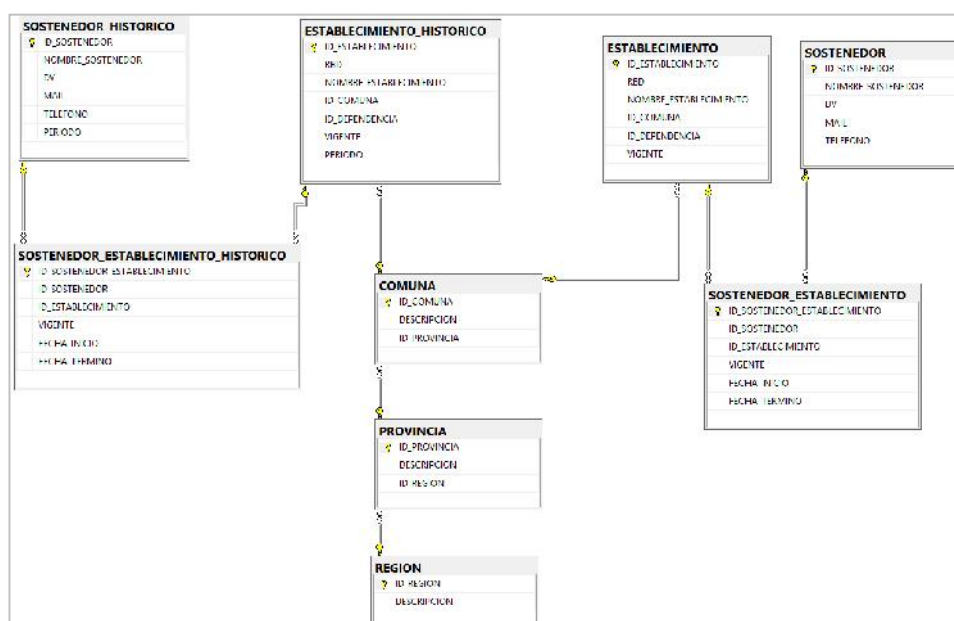 SOSTENEDOR_HISTORICO
ID_SOSTENEDOR
NOMBRE_SOSTENEDOR
DV
MAIL
TELEFONO
PERIODO
ESTABLECIMIENTO_HISTORICO
ID_ESTABLECIMIENTO
RBD
NOMBRE_ESTABLECIMIENTO
ID_COMUNA
ID_DEPENDENCIA
VIGENTE
PERIODO
ESTABLECIMIENTO
ID_ESTABLECIMIENTO
RBD
NOMBRE_ESTABLECIMIENTO
ID_COMUNA
ID_DEPENDENCIA
VIGENTE
SOSTENEDOR
ID_SOSTENEDOR
NOMBRE_SOSTENEDOR
DV
MAIL
TELEFONO
SOSTENEDOR_ESTABLECIMIENTO_HISTORICO
ID_SOSTENEDOR_ESTABLECIMIENTO
ID_SOSTENEDOR
ID_ESTABLECIMIENTO
VIGENTE
FECHA_INICIO
FECHA_TERMINO
COMUNA
ID_COMUNA
DESCRIPCION
ID_PROVINCIA
SOSTENEDOR_ESTABLECIMIENTO
ID_SOSTENEDOR_ESTABLECIMIENTO
ID_SOSTENEDOR
ID_ESTABLECIMIENTO
VIGENTE
FECHA_INICIO
FECHA_TERMINO
PROVINCIA
ID_PROVINCIA
DESCRIPCION
ID_REGION
REGION
ID_REGION
DESCRIPCION